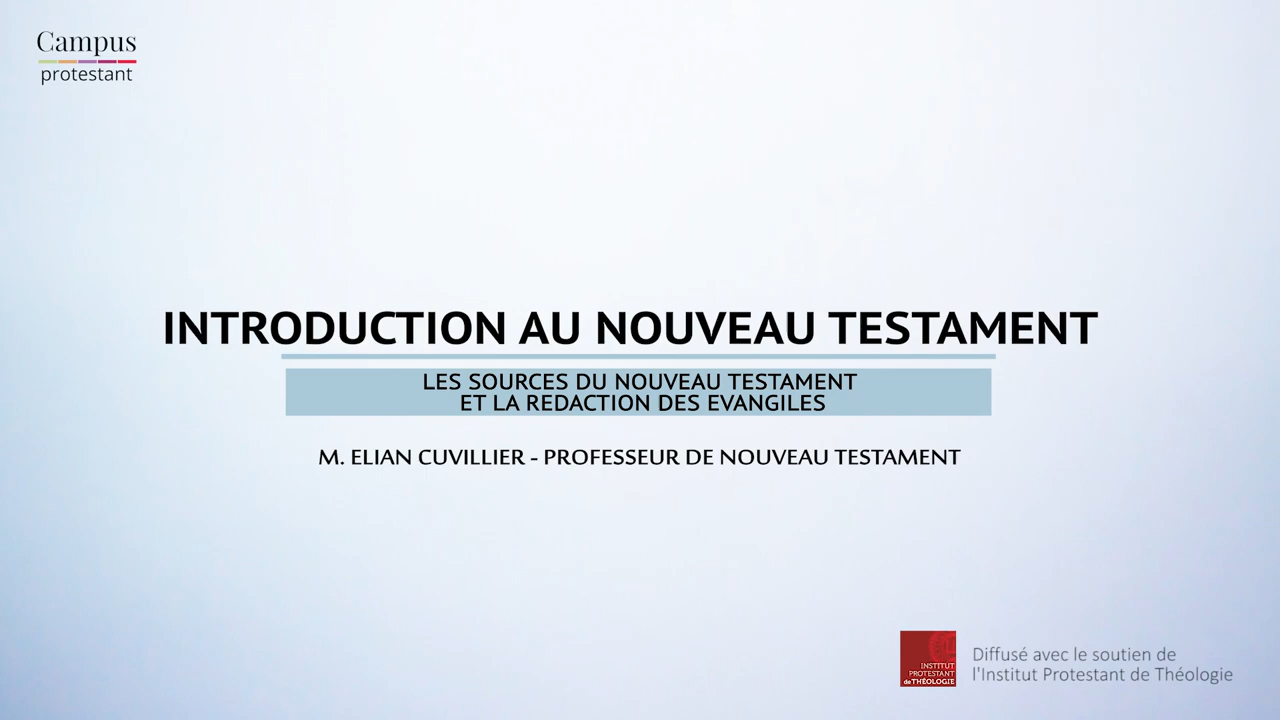 Campus
protestant
INTRODUCTION AU NOUVEAU TESTAMENT
LES SOURCES DU NOUVEAU TESTAMENT
ET LA REDACTION DES EVANGILES
M. ELIAN CUVILLIER - PROFESSEUR DE NOUVEAU TESTAMENT
INSTITUT
PROTESTANT
de THÉOLOGIE
Diffusé avec le soutien de
l'Institut Protestant de Théologie